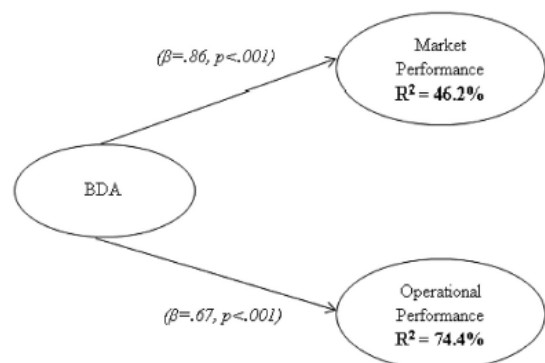 (β=.86, p<.001)
Market
Performance
R² = 46.2%
BDA
(β=.67, p<.001)
Operational
Performance
R² = 74.4%